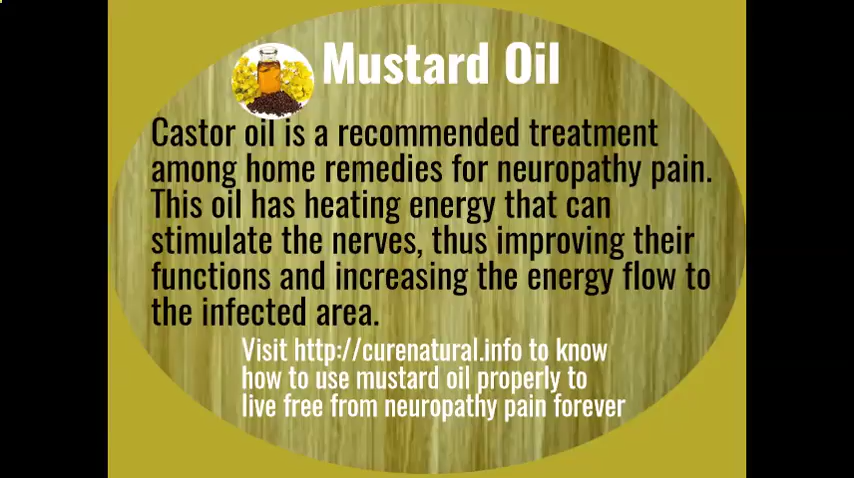 Mustard Oil
Castor oil is a recommended treatment
among home remedies for neuropathy pain.
This oil has heating energy that can
stimulate the nerves, thus improving their
functions and increasing the energy flow to
the infected area.
Visit http://curenatural.info to know
how to use mustard oil properly to
live free from neuropathy pain forever